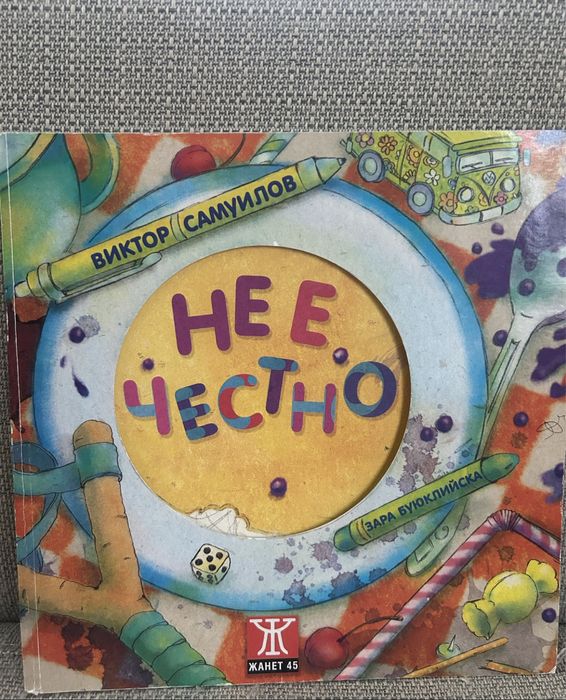 ВИКТОР САМУИЛОВ
НЕ Е
ЧЕСТНО
ЗАРА БУЮКЛИЙСКА
Ж
ЖАНЕТ 45